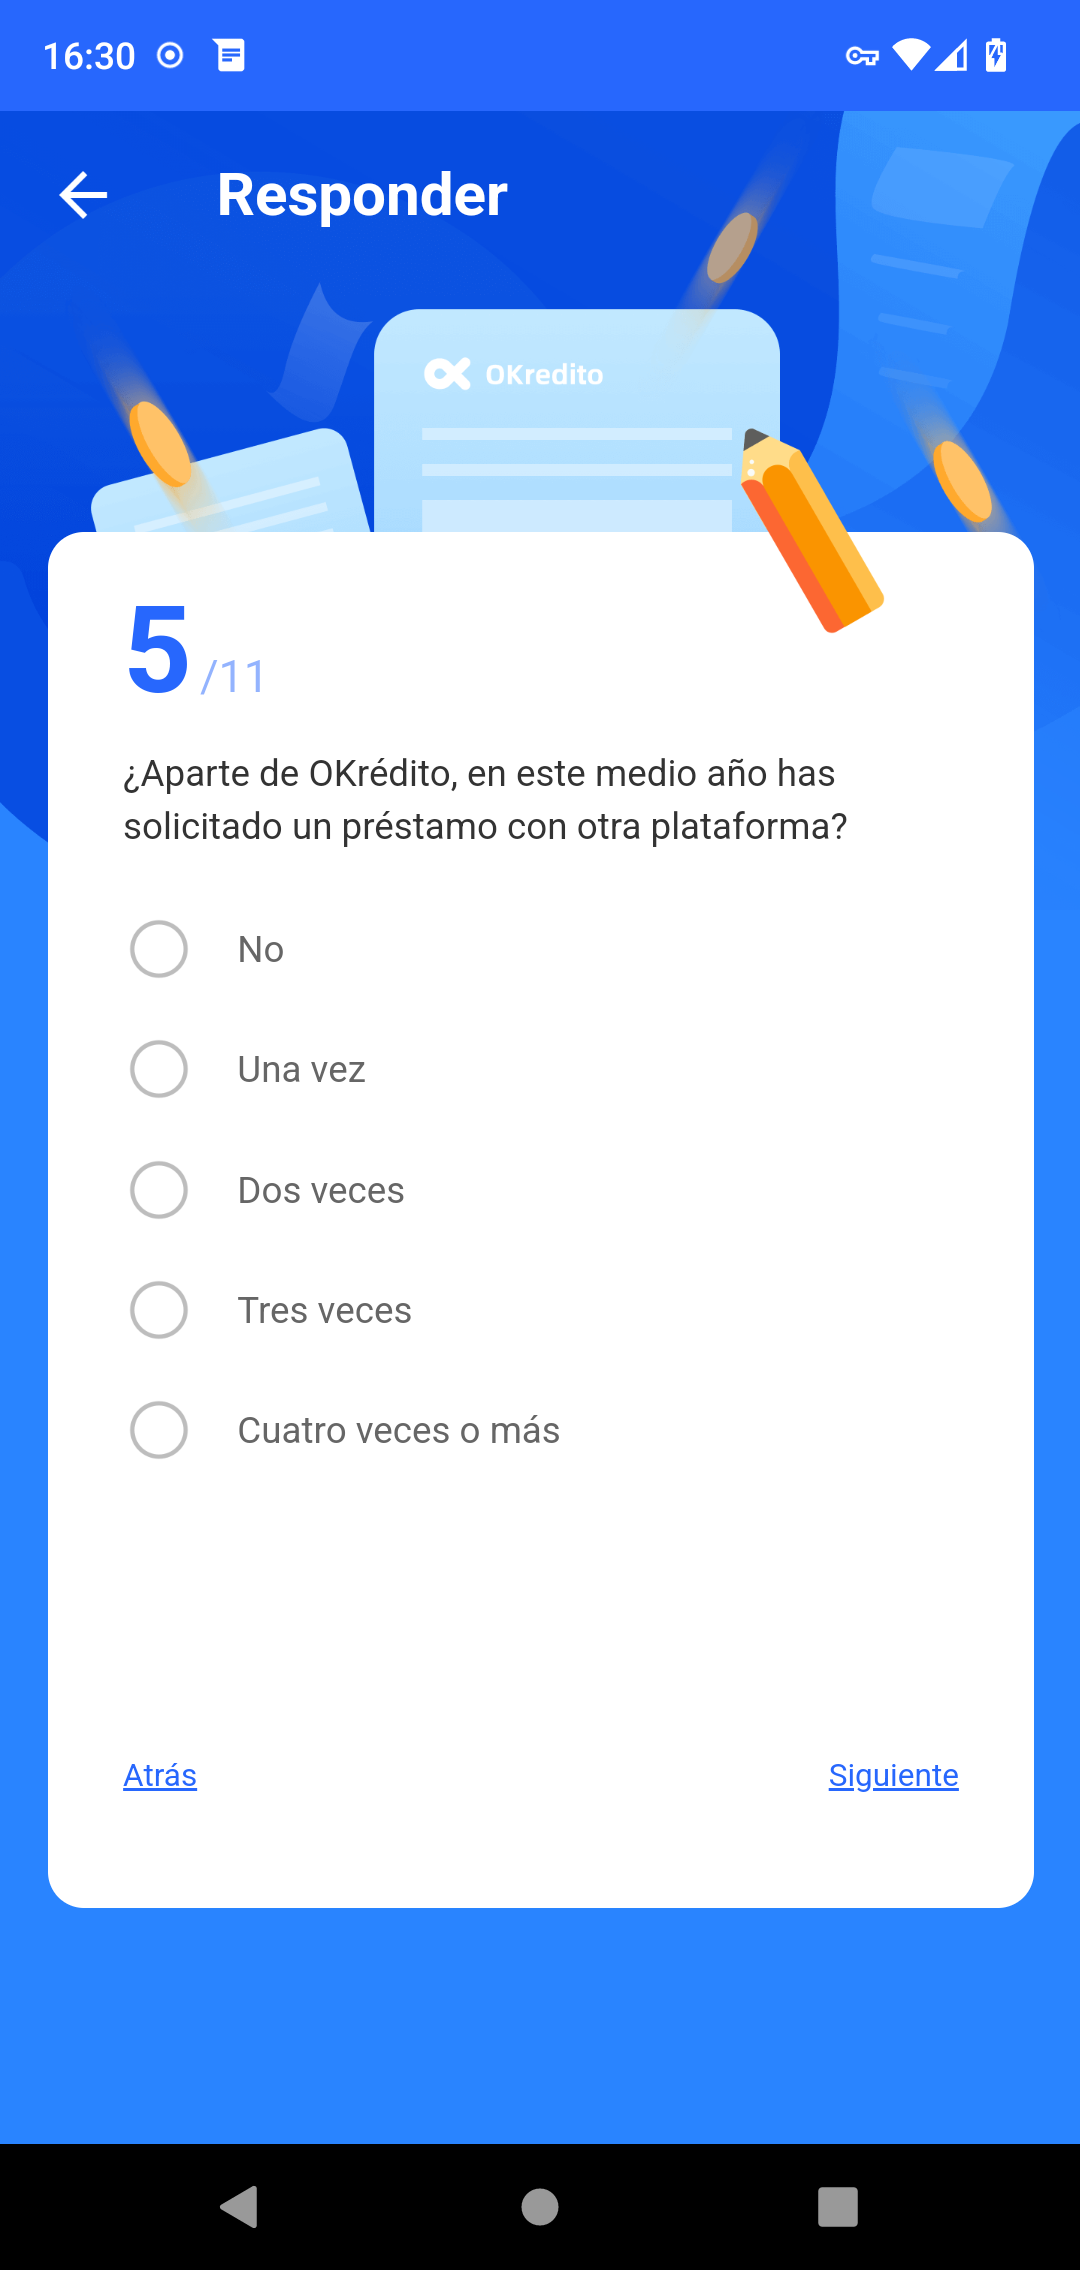 16:30
Responder
OKredito
5 /11
¿Aparte de OKrédito, en este medio año has
solicitado un préstamo con otra plataforma?
No
Una vez
Dos veces
Tres veces
Cuatro veces o más
Atrás
Siguiente